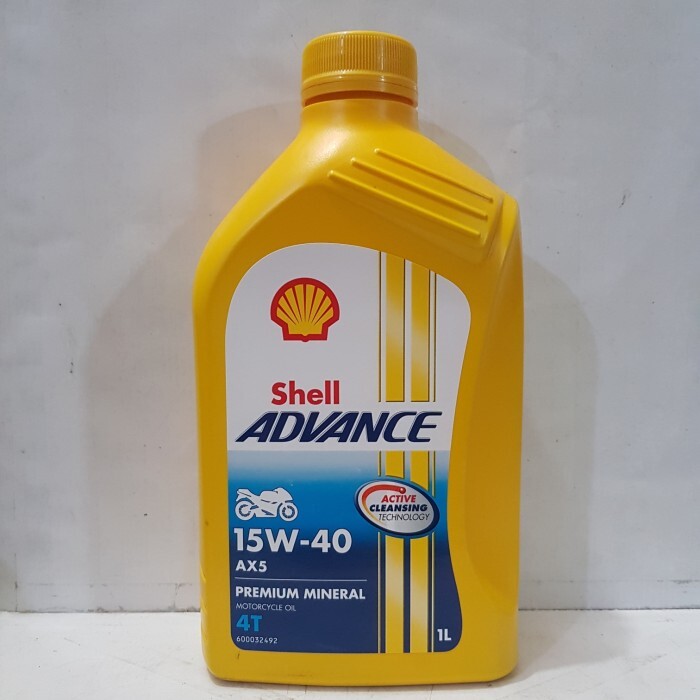 Shell
ADVANCE
ACTIVE
CLEANSING
TECHNOLOGY
15W-40
AX5
PREMIUM MINERAL
MOTORCYCLE OIL
4T
600032492
1L